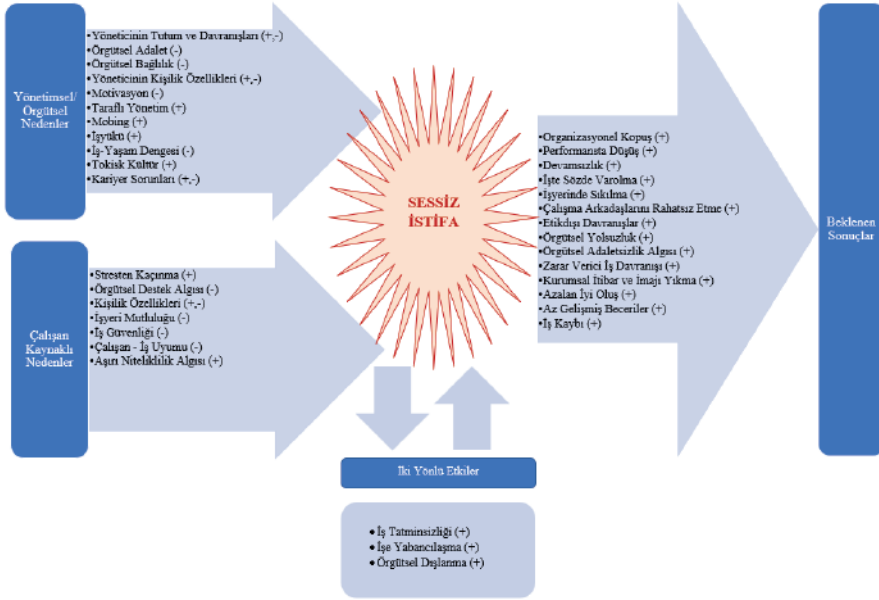 Yönetimsel/
Örgütsel
Nedenler
•Yöneticinin Tutum ve Davranışları (+,-)
•Örgütsel Adalet (-)
•Örgütsel Bağlılık (-)
•Yöneticinin Kişilik Özellikleri (+,-)
•Motivasyon (-)
•Taraflı Yönetim (+)
•Mobing (+)
•İşyükü (+)
•İş-Yaşam Dengesi (-)
•Tokisk Kültür (+)
•Kariyer Sorunları (+,-)
Çalışan
Kaynaklı
Nedenler
•Stresten Kaçınma (+)
•Örgütsel Destek Algısı (-)
•Kişilik Özellikleri (+,-)
•İşyeri Mutluluğu (-)
•İş Güvenliği (-)
•Çalışan - İş Uyumu (-)
•Aşırı Niteliklilik Algısı (+)
SESSİZ
İSTİFA
•Organizasyonel Kopuş (+)
•Performansta Düşüş (+)
•Devamsızlık (+)
•İşte Sözde Varolma (+)
•İşyerinde Sıkılma (+)
•Çalışma Arkadaşlarını Rahatsız Etme (+)
•Etikdışı Davranışlar (+)
•Örgütsel Yolsuzluk (+)
•Örgütsel Adaletsizlik Algısı (+)
•Zarar Verici İş Davranışı (+)
•Kurumsal İtibar ve İmajı Yıkma (+)
•Azalan İyi Oluş (+)
•Az Gelişmiş Beceriler (+)
•İş Kaybı (+)
Beklenen
Sonuçlar
İki Yönlü Etkiler
• İş Tatminsizliği (+)
• İşe Yabancılaşma (+)
• Örgütsel Dışlanma (+)